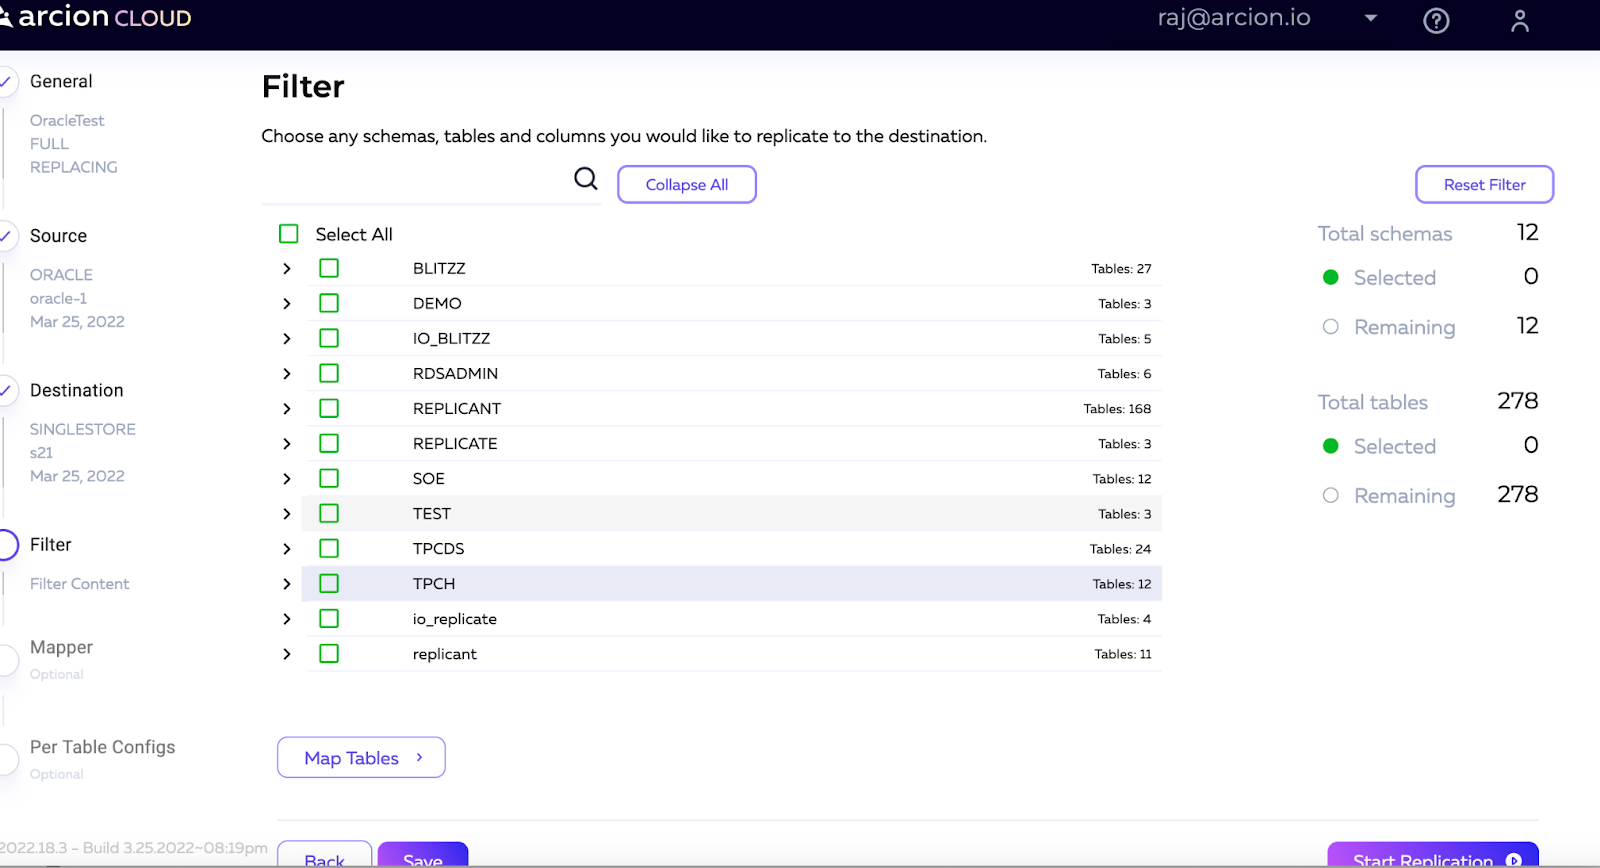 arcion CLOUD
raj@arcion.io
General
OracleTest
FULL
REPLACING
Source
ORACLE
oracle-1
Mar 25, 2022
Destination
SINGLESTORE
s21
Mar 25, 2022
Filter
Filter Content
Mapper
Optional
Per Table Configs
Optional
2022.18.3 - Build 3.25.2022~08:19pm
Filter
Choose any schemas, tables and columns you would like to replicate to the destination.
Collapse All
Reset Filter
Select All
BLITZZ Tables: 27
DEMO Tables: 3
IO_BLITZZ Tables: 5
RDSADMIN Tables: 6
REPLICANT Tables: 168
REPLICATE Tables: 3
SOE Tables: 12
TEST Tables: 3
TPCDS Tables: 24
TPCH Tables: 12
io_replicate Tables: 4
replicant Tables: 11
Total schemas 12
Selected 0
Remaining 12
Total tables 278
Selected 0
Remaining 278
Map Tables
Back
Save
Start Replication